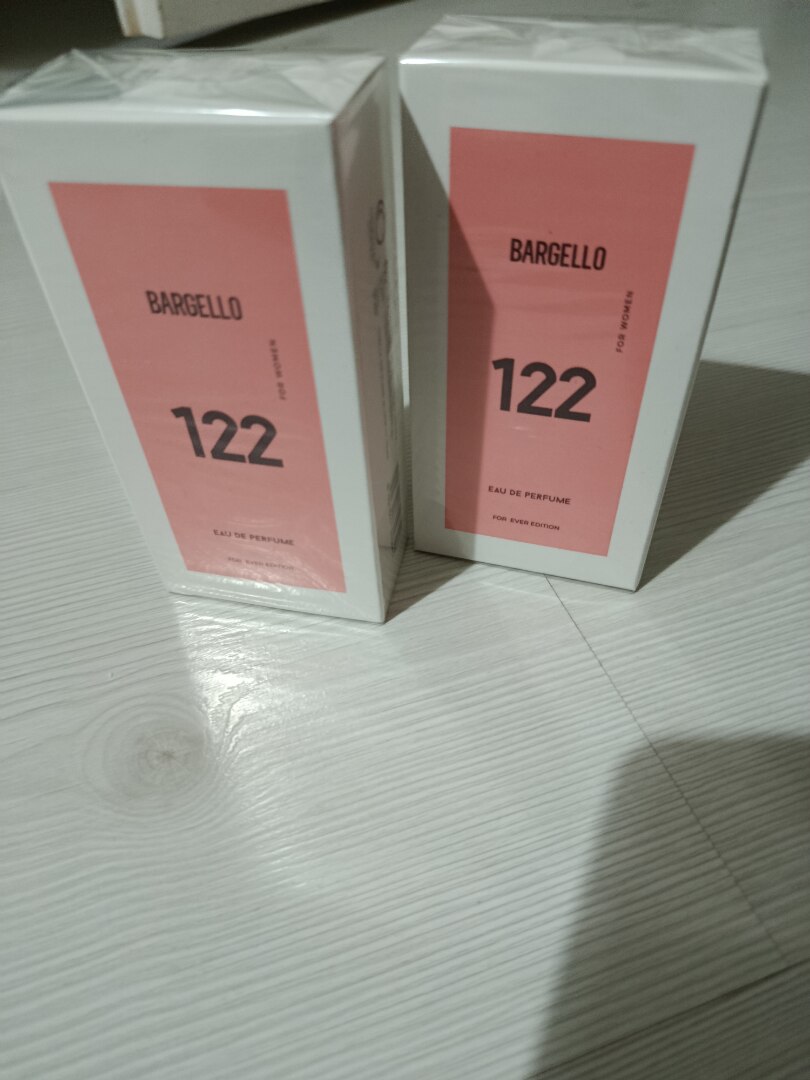 BARGELLO
FOR WOMEN
122
EAU DE PERFUME
FOR EVER EDITION
BARGELLO
FOR WOMEN
122
EAU DE PERFUME
FOR EVER EDITION